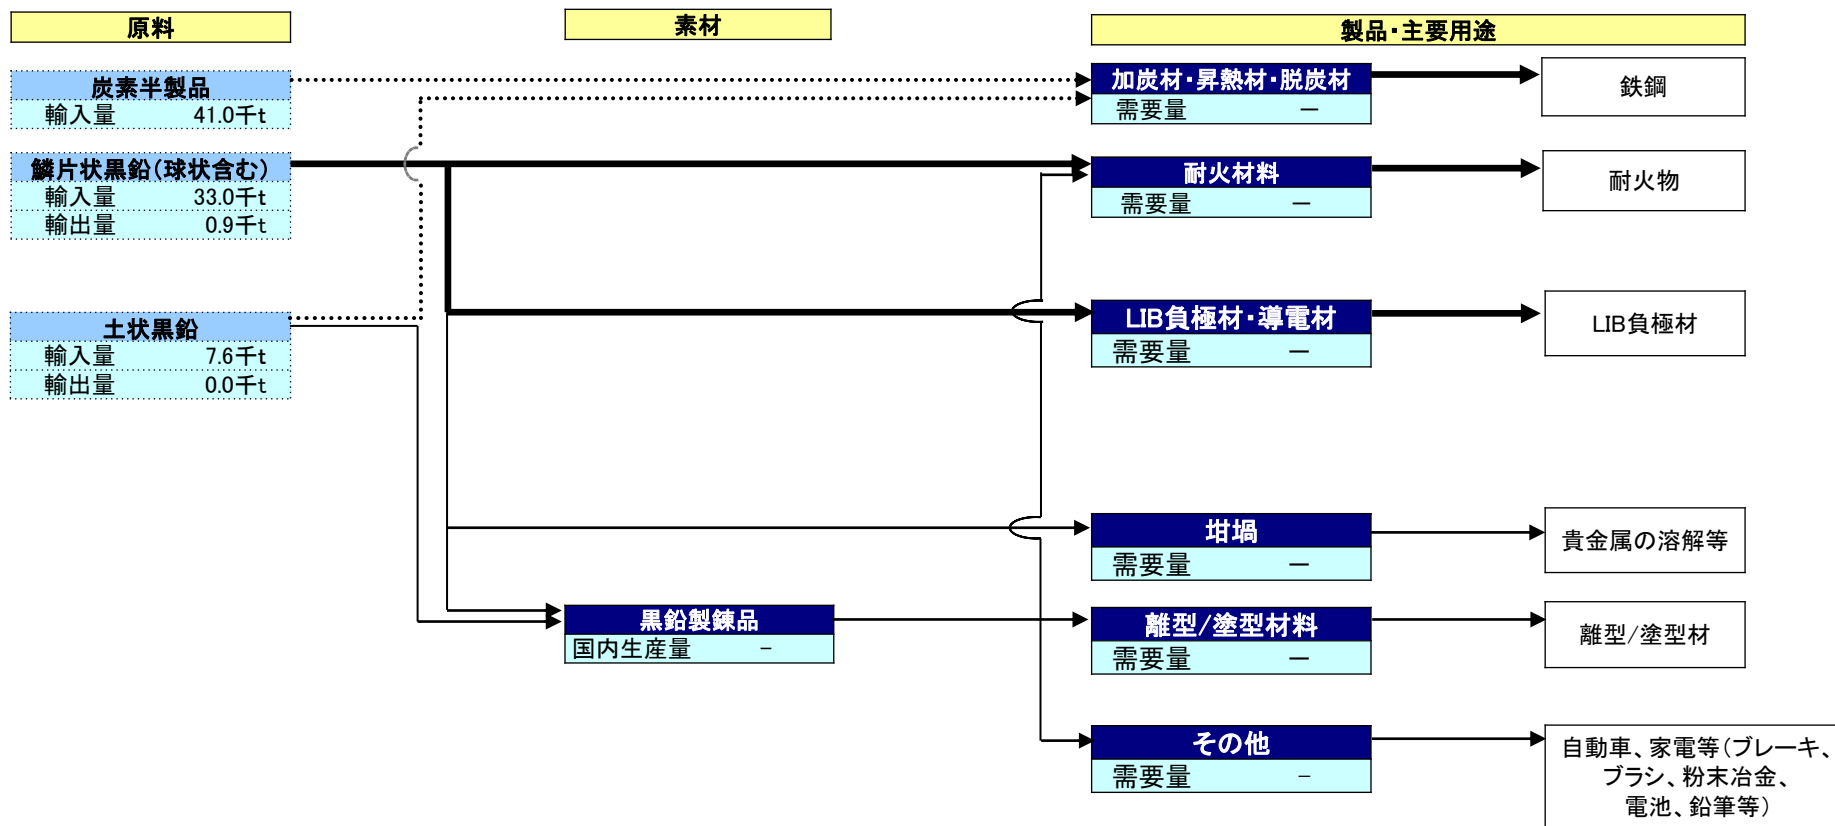 原料
素材
製品・主要用途
炭素半製品
輸入量 41.0千t
鱗片状黒鉛(球状含む)
輸入量 33.0千t
輸出量 0.9千t
土状黒鉛
輸入量 7.6千t
輸出量 0.0千t
黒鉛製錬品
国内生産量 -
加炭材・昇熱材・脱炭材
需要量 ー
鉄鋼
耐火材料
需要量 ー
耐火物
LIB負極材・導電材
需要量 ー
LIB負極材
坩堝
需要量 ー
貴金属の溶解等
離型/塗型材料
需要量 ー
離型/塗型材
その他
需要量 -
自動車、家電等(ブレーキ、
ブラシ、粉末冶金、
電池、鉛筆等)